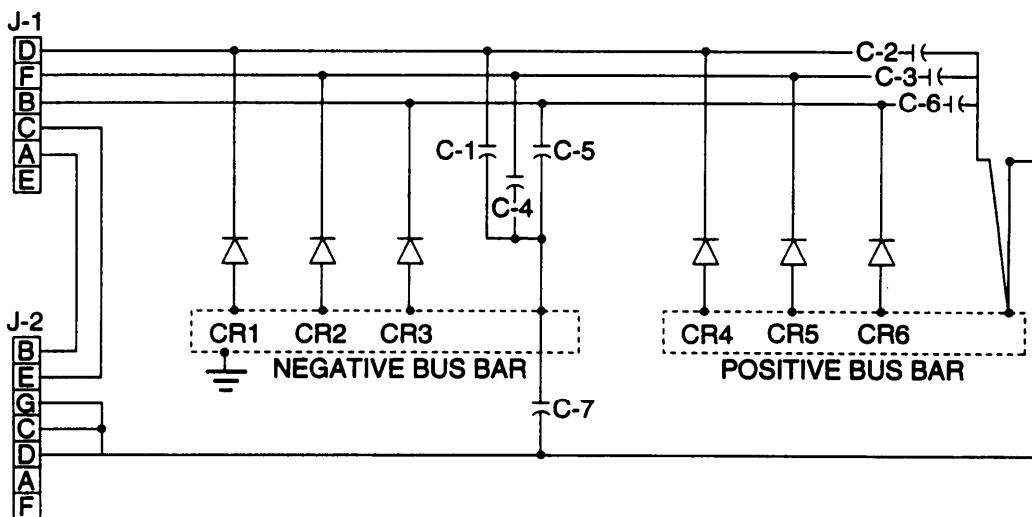 J-1
D
F
B
C
A
E
C-2
C-3
C-6
C-1
C-5
C-4
J-2
B
E
G
C
D
A
F
CR1 CR2 CR3
NEGATIVE BUS BAR
CR4 CR5 CR6
POSITIVE BUS BAR
C-7